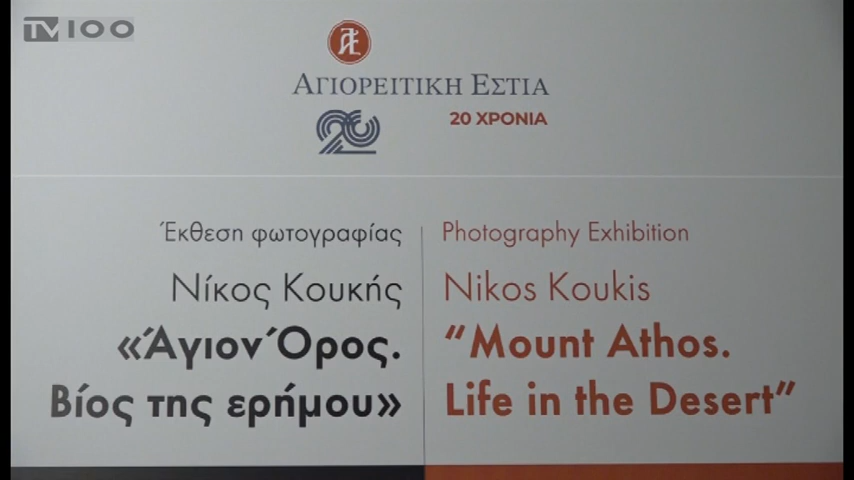 TV100
ΑΓΙΟΡΕΙΤΙΚΗ ΕΣΤΙΑ
20 ΧΡΟΝΙΑ
Έκθεση φωτογραφίας
Νίκος Κουκής
«Άγιον Όρος.
Βίος της ερήμου»
Photography Exhibition
Nikos Koukis
“Mount Athos.
Life in the Desert”